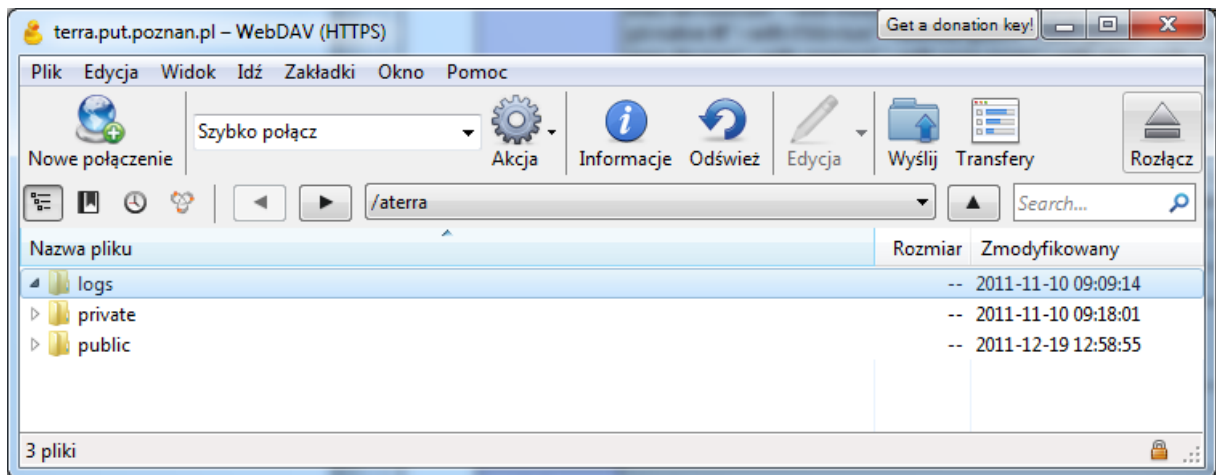 terra.put.poznan.pl – WebDAV (HTTPS)
Get a donation key!
Plik Edycja Widok Idź Zakładki Okno Pomoc
Nowe połączenie
Szybko połącz
Akcja
Informacje
Odśwież
Edycja
Wyślij
Transfery
Rozłącz
/aterra
Search...
Nazwa pliku Rozmiar Zmodyfikowany
logs -- 2011-11-10 09:09:14
private -- 2011-11-10 09:18:01
public -- 2011-12-19 12:58:55
3 pliki